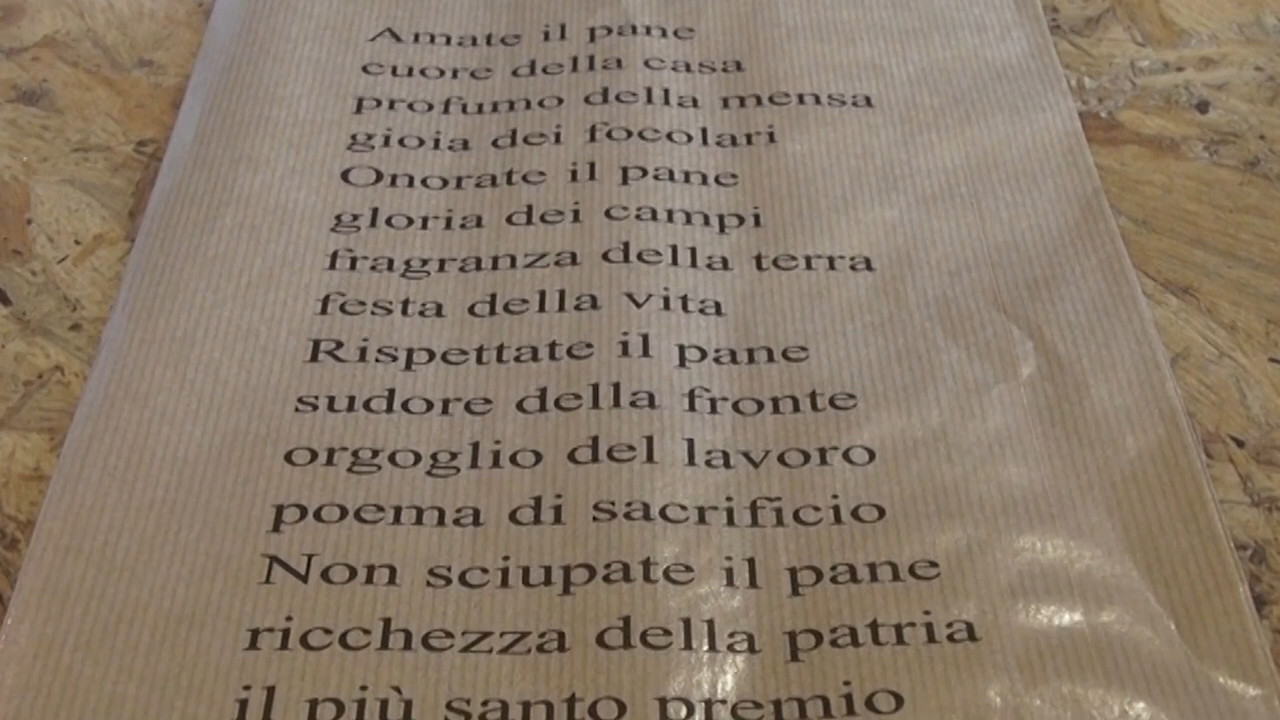 Amate il pane
cuore della casa
profumo della mensa
gioia dei focolari
Onorate il pane
gloria dei campi
fragranza della terra
festa della vita
Rispettate il pane
sudore della fronte
orgoglio del lavoro
poema di sacrificio
Non sciupate il pane
ricchezza della patria
il più santo premio